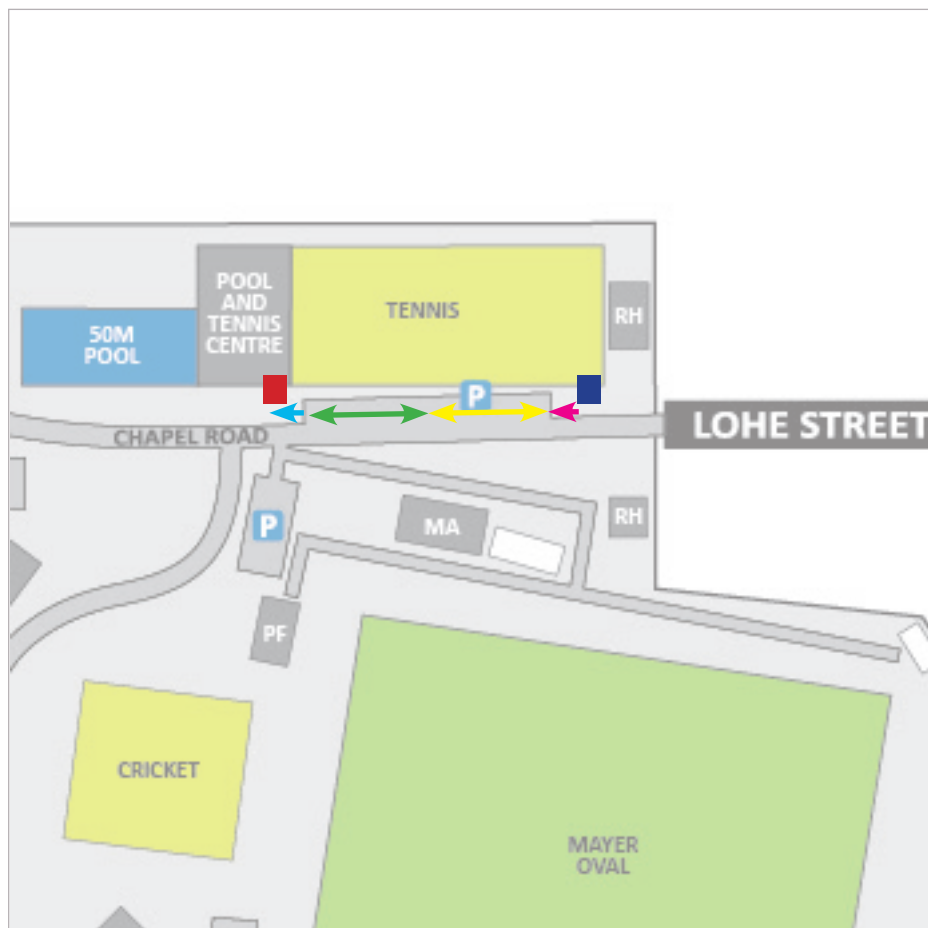 POOL
AND
TENNIS
CENTRE
TENNIS
RH
50M
POOL
P
LOHE STREET
CHAPEL ROAD
P
MA
RH
PF
CRICKET
MAYER
OVAL